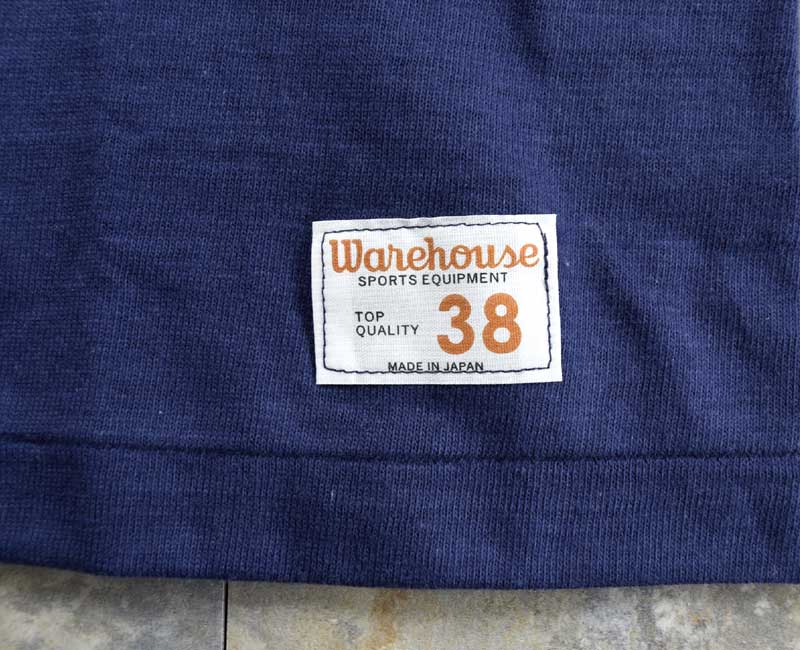 Warehouse
SPORTS EQUIPMENT
TOP
QUALITY
38
MADE IN JAPAN